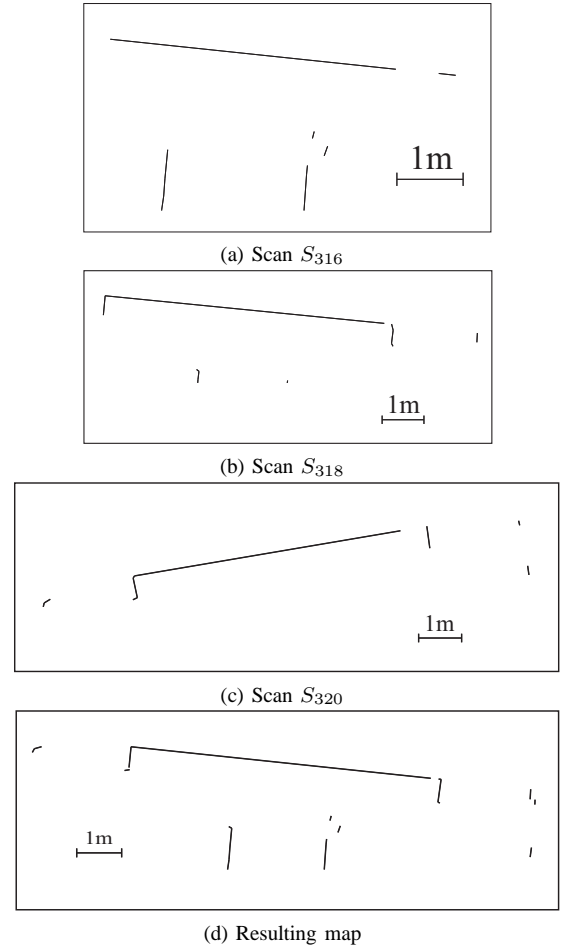 1m
(a) Scan S316
1m
(b) Scan S318
1m
(c) Scan S320
1m
(d) Resulting map